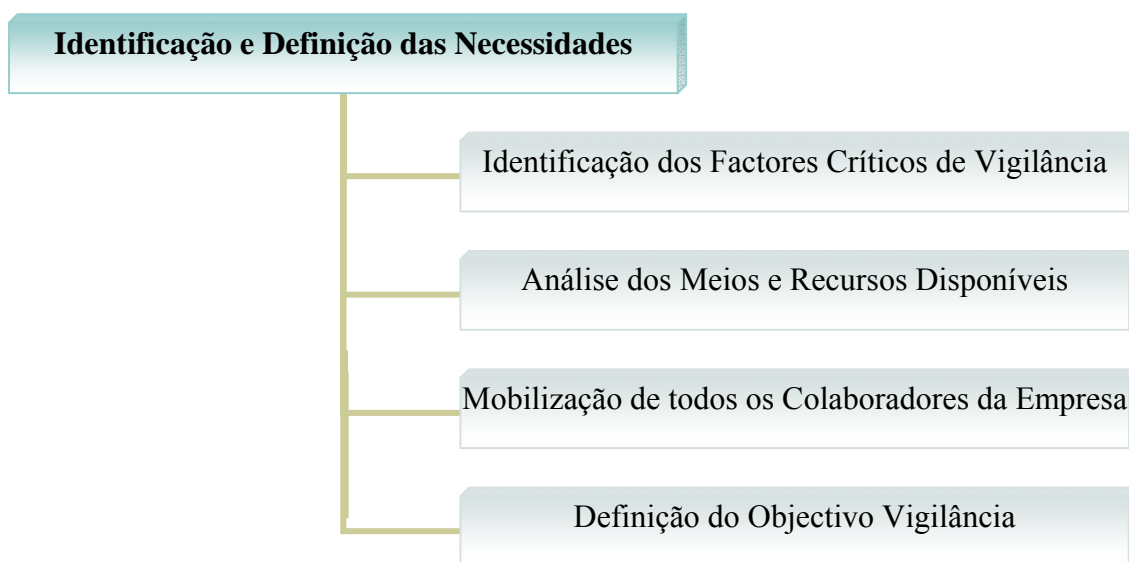 Identificação e Definição das Necessidades
Identificação dos Factores Críticos de Vigilância
Análise dos Meios e Recursos Disponíveis
Mobilização de todos os Colaboradores da Empresa
Definição do Objectivo Vigilância